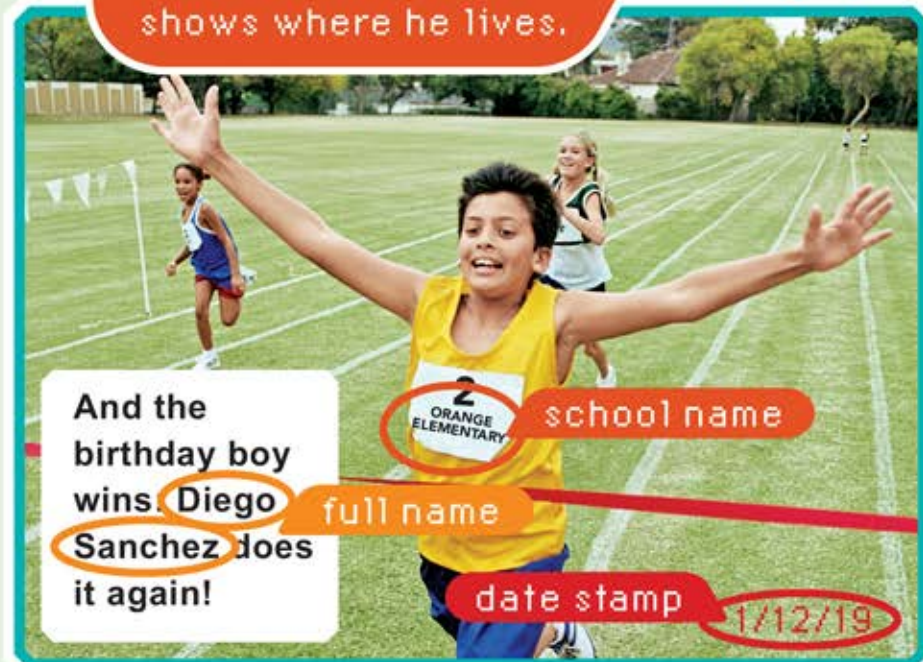 shows where he lives.
2
ORANGE
ELEMENTARY
school name
And the
birthday boy
wins! Diego
full name
Sanchez does
it again!
date stamp
1/12/19